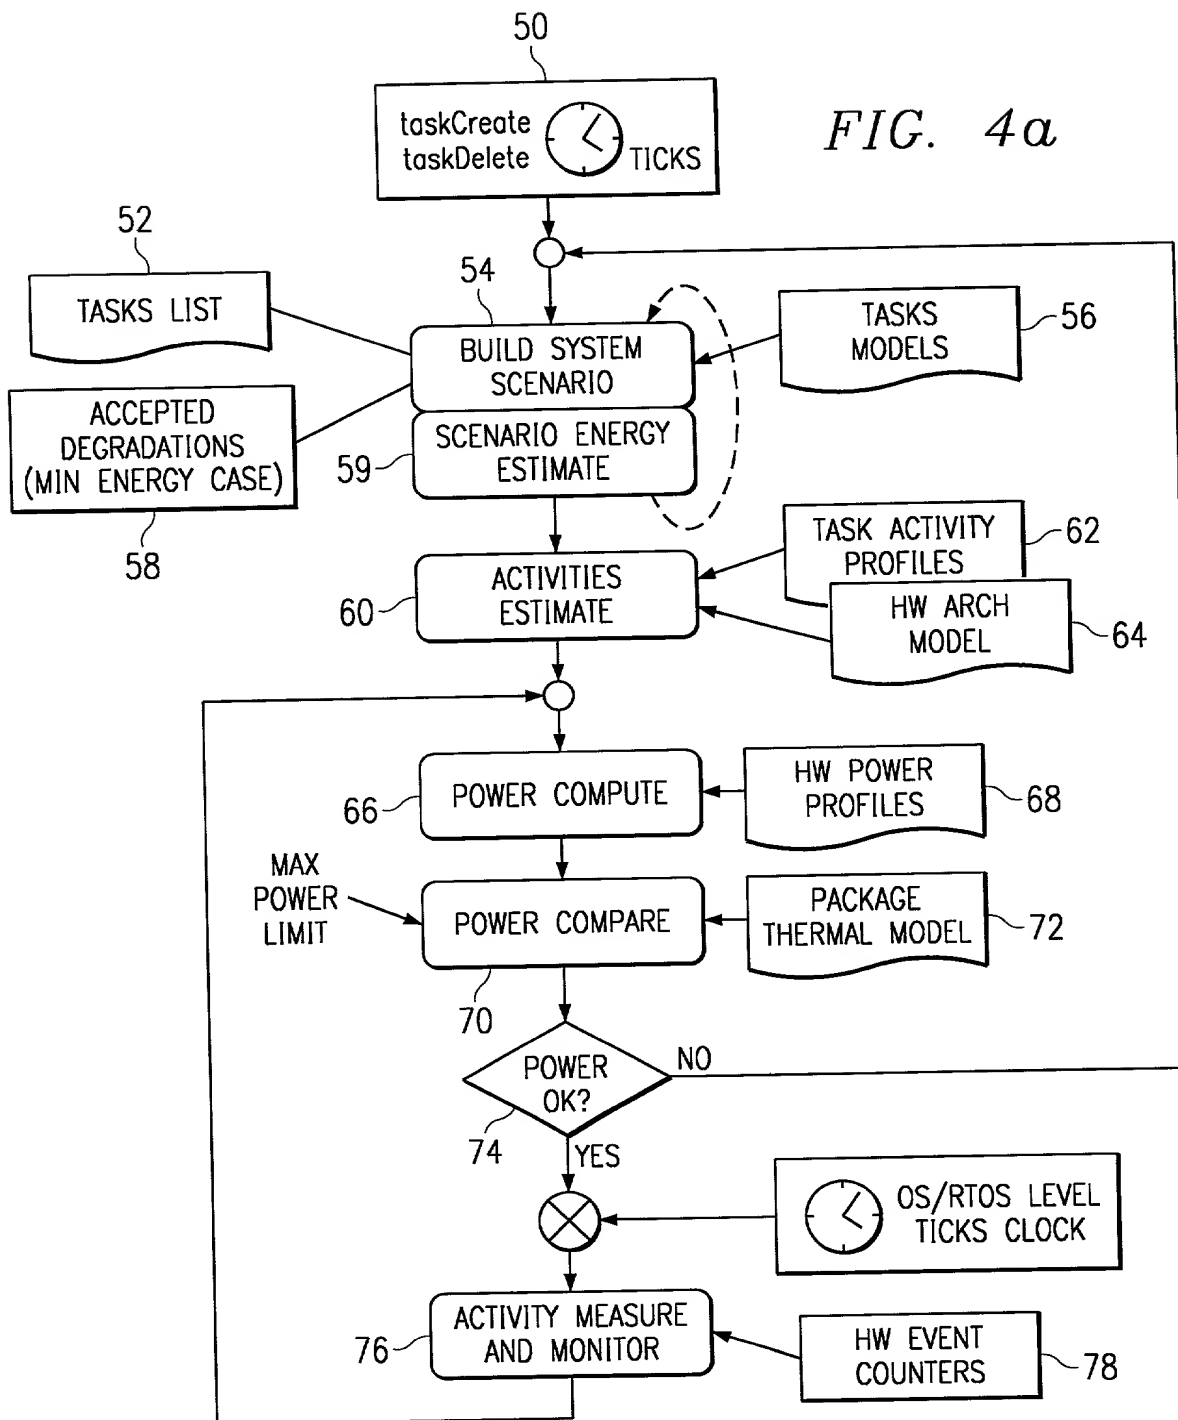 50
taskCreate
taskDelete
TICKS
FIG. 4a
52
TASKS LIST
54
BUILD SYSTEM
SCENARIO
TASKS
MODELS
56
ACCEPTED
DEGRADATIONS
(MIN ENERGY CASE)
58
SCENARIO ENERGY
ESTIMATE
59
ACTIVITIES
ESTIMATE
60
TASK ACTIVITY
PROFILES
62
HW ARCH
MODEL
64
POWER COMPUTE
66
HW POWER
PROFILES
68
MAX
POWER
LIMIT
POWER COMPARE
70
PACKAGE
THERMAL MODEL
72
POWER
OK?
74
NO
YES
OS/RTOS LEVEL
TICKS CLOCK
ACTIVITY MEASURE
AND MONITOR
76
HW EVENT
COUNTERS
78